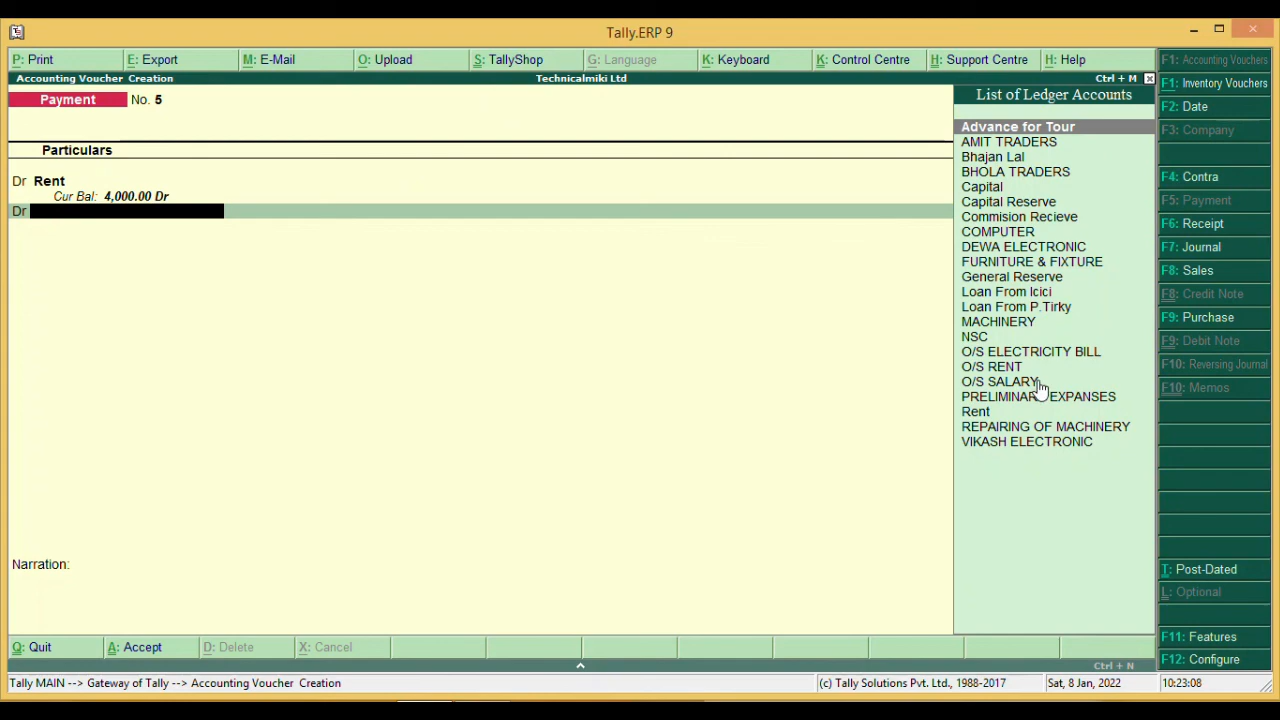 Tally.ERP 9
P: Print
E: Export
M: E-Mail
O: Upload
S: TallyShop
G: Language
K: Keyboard
K: Control Centre
H: Support Centre
H: Help
Accounting Voucher Creation
Technicalmiki Ltd
Ctrl + M
Payment No. 5
Particulars
Dr Rent
Cur Bal: 4,000.00 Dr
Dr
Narration:
List of Ledger Accounts
Advance for Tour
AMIT TRADERS
Bhajan Lal
BHOLA TRADERS
Capital
Capital Reserve
Commision Recieve
COMPUTER
DEWA ELECTRONIC
FURNITURE & FIXTURE
General Reserve
Loan From Icici
Loan From P.Tirky
MACHINERY
NSC
O/S ELECTRICITY BILL
O/S RENT
O/S SALARY
PRELIMINARY EXPANSES
Rent
REPAIRING OF MACHINERY
VIKASH ELECTRONIC
F1: Accounting Vouchers
F1: Inventory Vouchers
F2: Date
F3: Company
F4: Contra
F5: Payment
F6: Receipt
F7: Journal
F8: Sales
F8: Credit Note
F9: Purchase
F9: Debit Note
F10: Reversing Journal
F10: Memos
T: Post-Dated
L: Optional
F11: Features
F12: Configure
Q: Quit
A: Accept
D: Delete
X: Cancel
Ctrl + N
Tally MAIN --> Gateway of Tally --> Accounting Voucher Creation
(c) Tally Solutions Pvt. Ltd., 1988-2017
Sat, 8 Jan, 2022
10:23:08